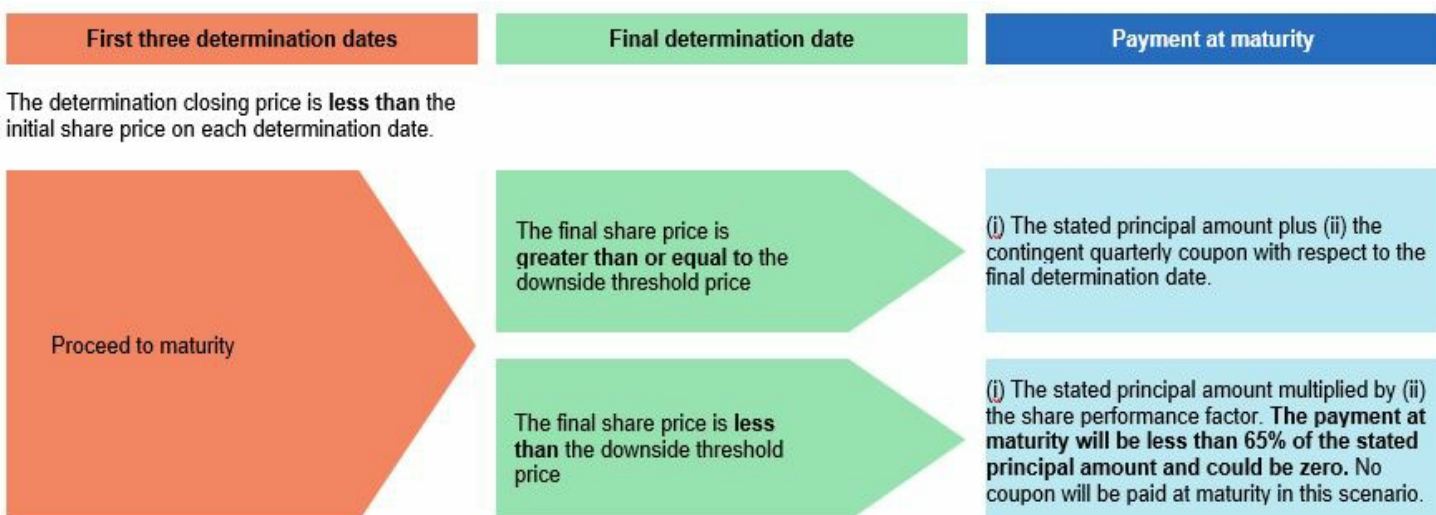 First three determination dates
Final determination date
Payment at maturity
The determination closing price is less than the
initial share price on each determination date.
Proceed to maturity
The final share price is
greater than or equal to the
downside threshold price
(i) The stated principal amount plus (ii) the
contingent quarterly coupon with respect to the
final determination date.
The final share price is less
than the downside threshold
price
(i) The stated principal amount multiplied by (ii)
the share performance factor. The payment at
maturity will be less than 65% of the stated
principal amount and could be zero. No
coupon will be paid at maturity in this scenario.